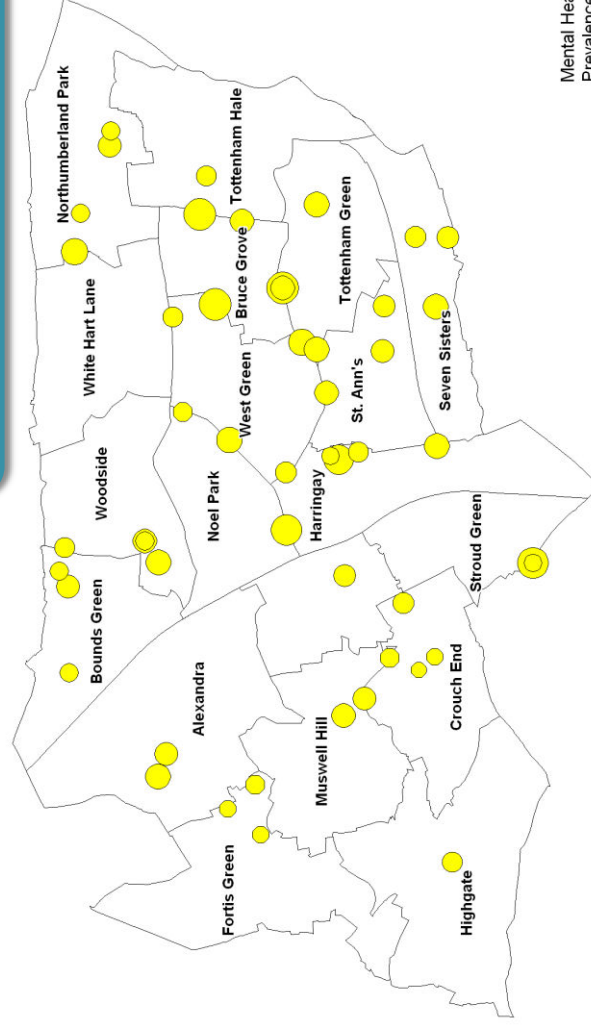 Northumberland Park
White Hart Lane
Woodside
Bounds Green
Tottenham Hale
Bruce Grove
Tottenham Green
West Green
Noel Park
St. Ann's
Seven Sisters
Harringay
Stroud Green
Alexandra
Muswell Hill
Crouch End
Fortis Green
Highgate
Mental Hea
Prevalence